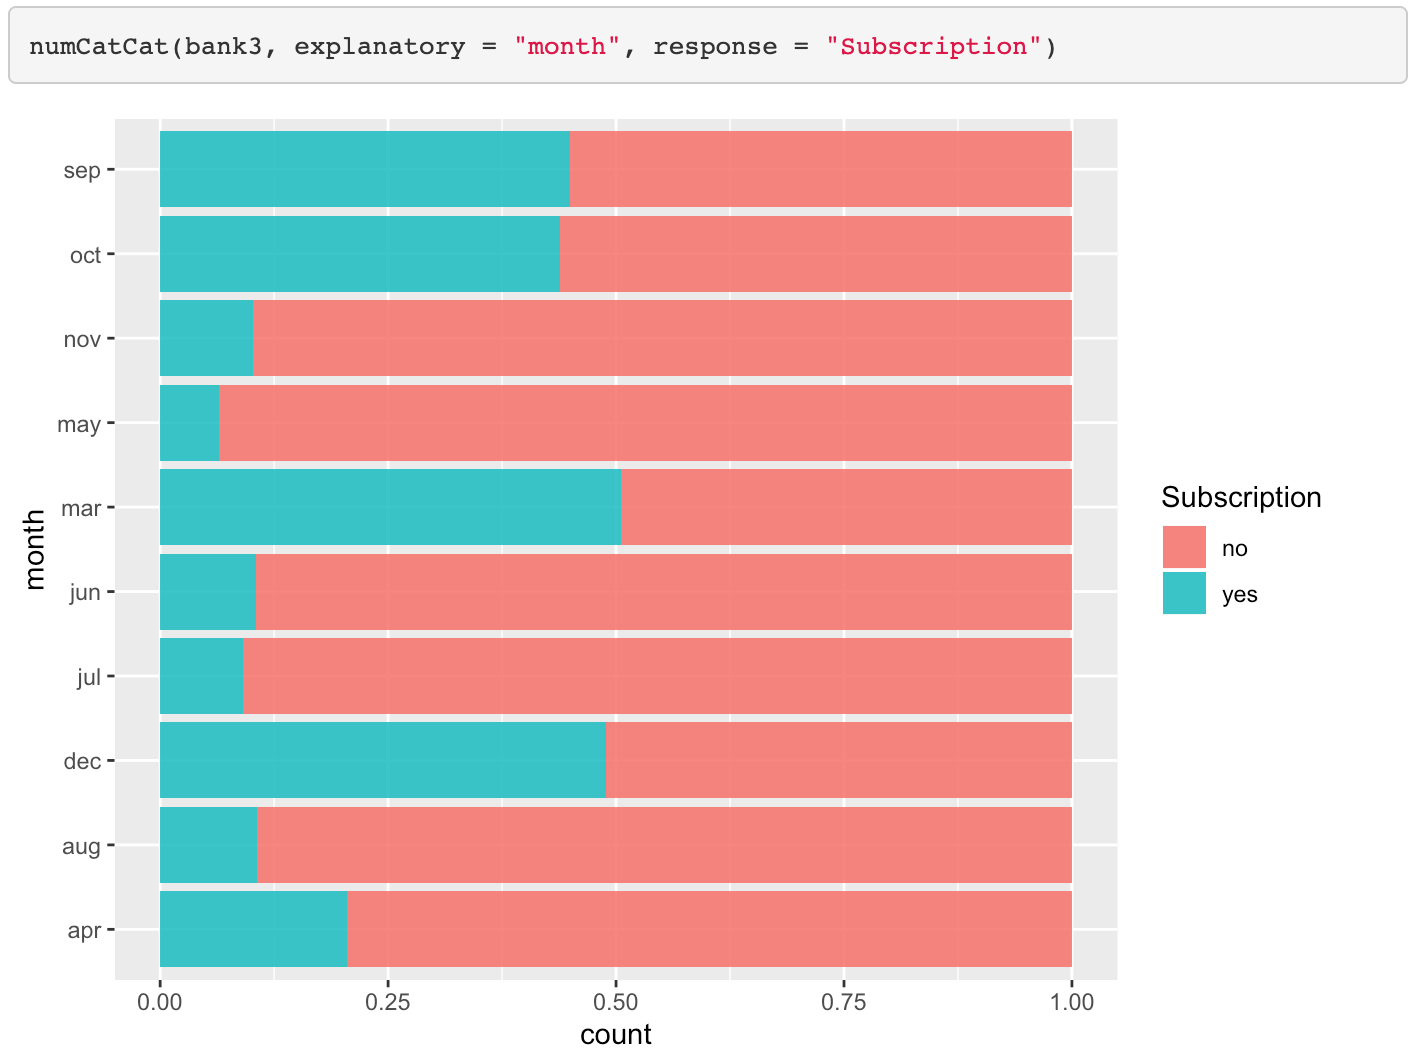 numCatCat(bank3, explanatory = "month", response = "Subscription")
sep
oct
nov
may
mar
jun
jul
dec
aug
apr
month
0.00 0.25 0.50 0.75 1.00
count
Subscription
no
yes